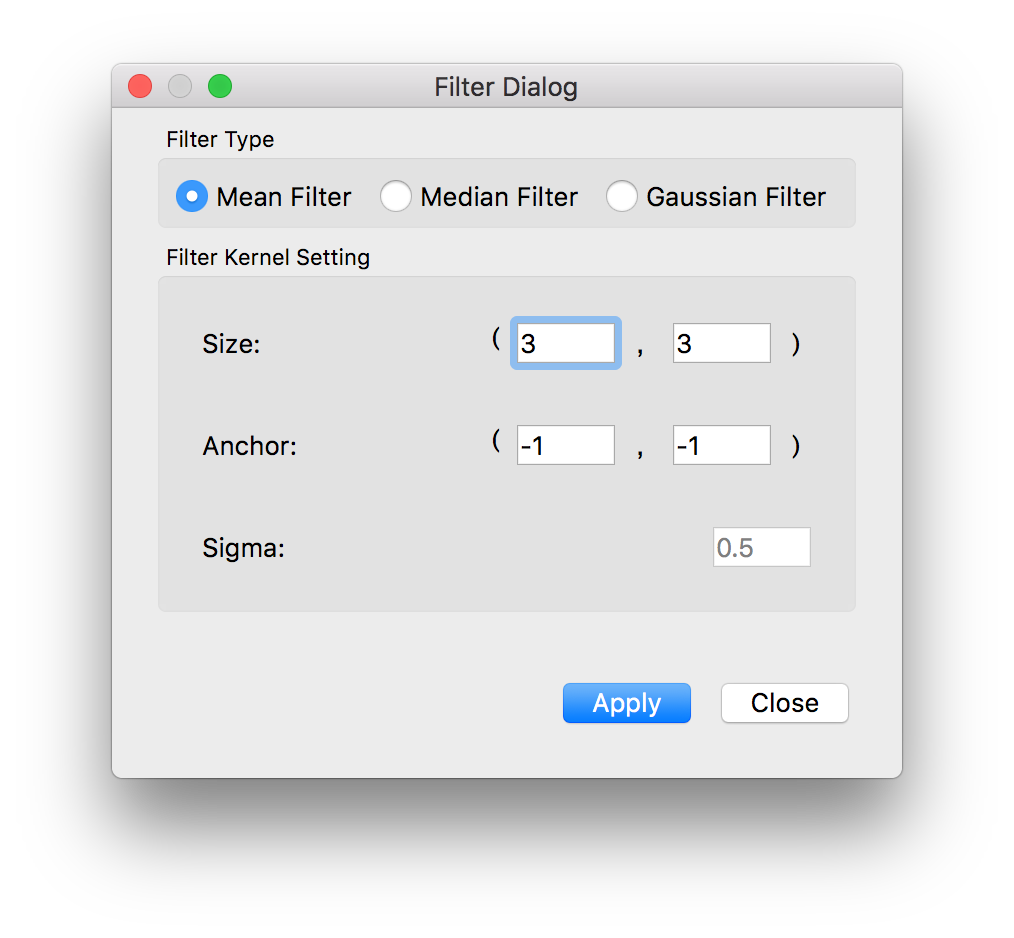 Filter Dialog
Filter Type
Mean Filter Median Filter Gaussian Filter
Filter Kernel Setting
Size: ( 3 , 3 )
Anchor: ( -1 , -1 )
Sigma: 0.5
Apply Close